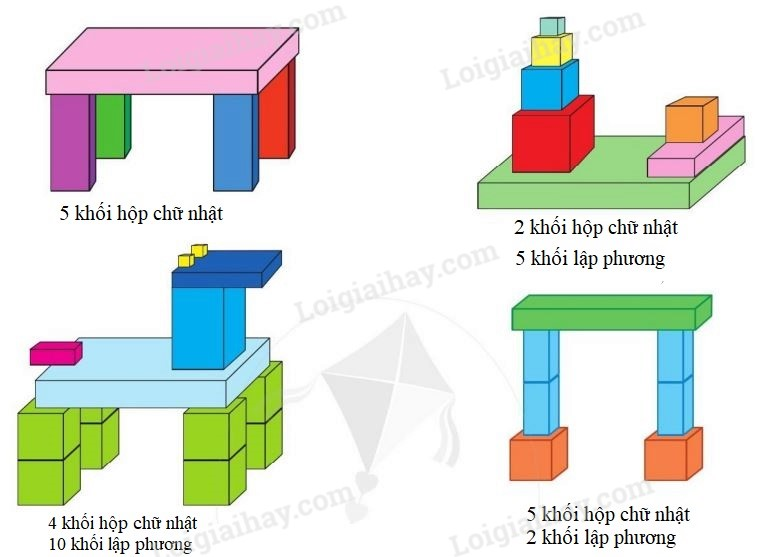 Loigiaihay.com
Loigiaihay.com
5 khối hộp chữ nhật
2 khối hộp chữ nhật
5 khối lập phương
Loigiaihay.com
4 khối hộp chữ nhật
10 khối lập phương
Loigiaihay.com
5 khối hộp chữ nhật
2 khối lập phương
Loigiaihay.com